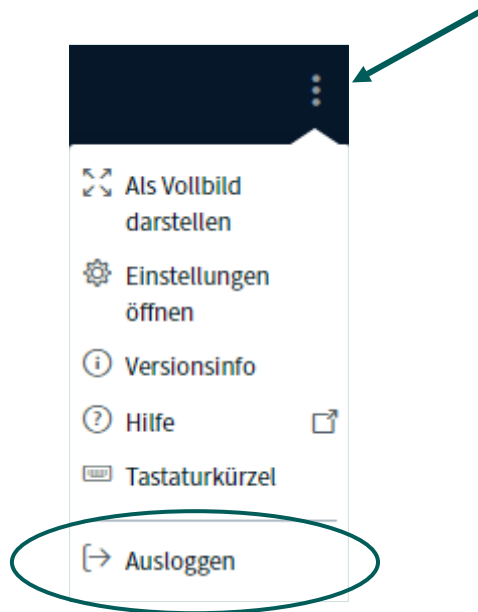 Als Vollbild
darstellen
Einstellungen
öffnen
Versionsinfo
Hilfe
Tastaturkürzel
Ausloggen